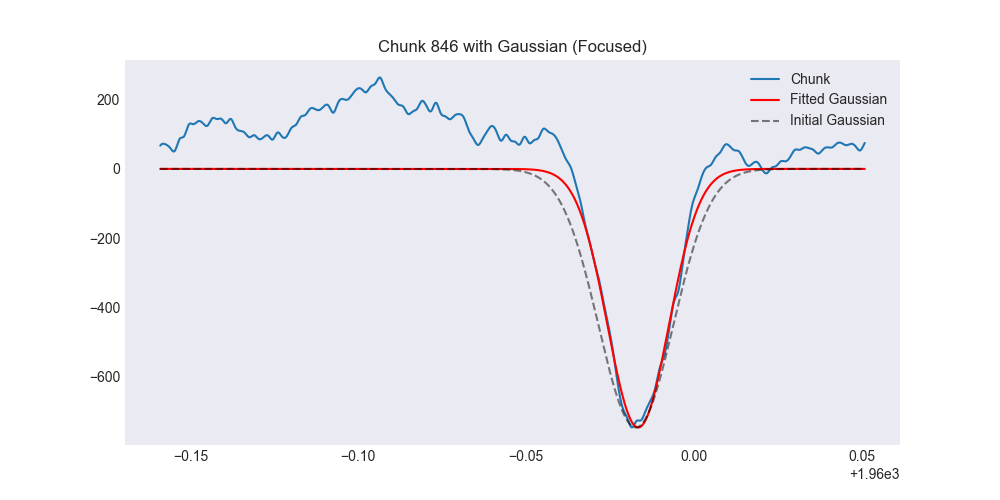 Chunk 846 with Gaussian (Focused)
Chunk
Fitted Gaussian
Initial Gaussian
200
0
−200
−400
−600
−0.15 −0.10 −0.05 0.00 0.05
+1.96e3